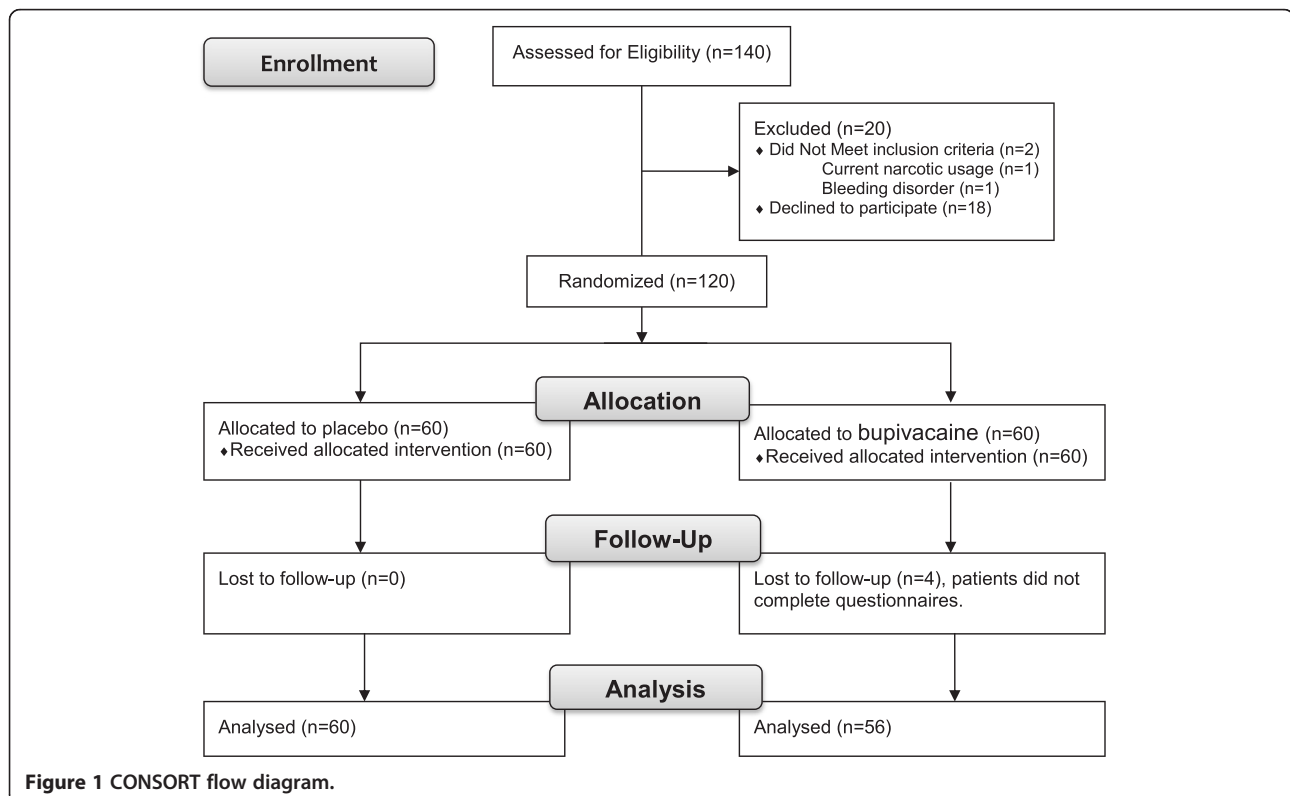 Enrollment
Assessed for Eligibility (n=140)
Excluded (n=20)
♦ Did Not Meet inclusion criteria (n=2)
Current narcotic usage (n=1)
Bleeding disorder (n=1)
♦ Declined to participate (n=18)
Randomized (n=120)
Allocation
Allocated to placebo (n=60)
♦Received allocated intervention (n=60)
Allocated to bupivacaine (n=60)
♦Received allocated intervention (n=60)
Follow-Up
Lost to follow-up (n=0)
Lost to follow-up (n=4), patients did not
complete questionnaires.
Analysis
Analysed (n=60)
Analysed (n=56)
Figure 1 CONSORT flow diagram.